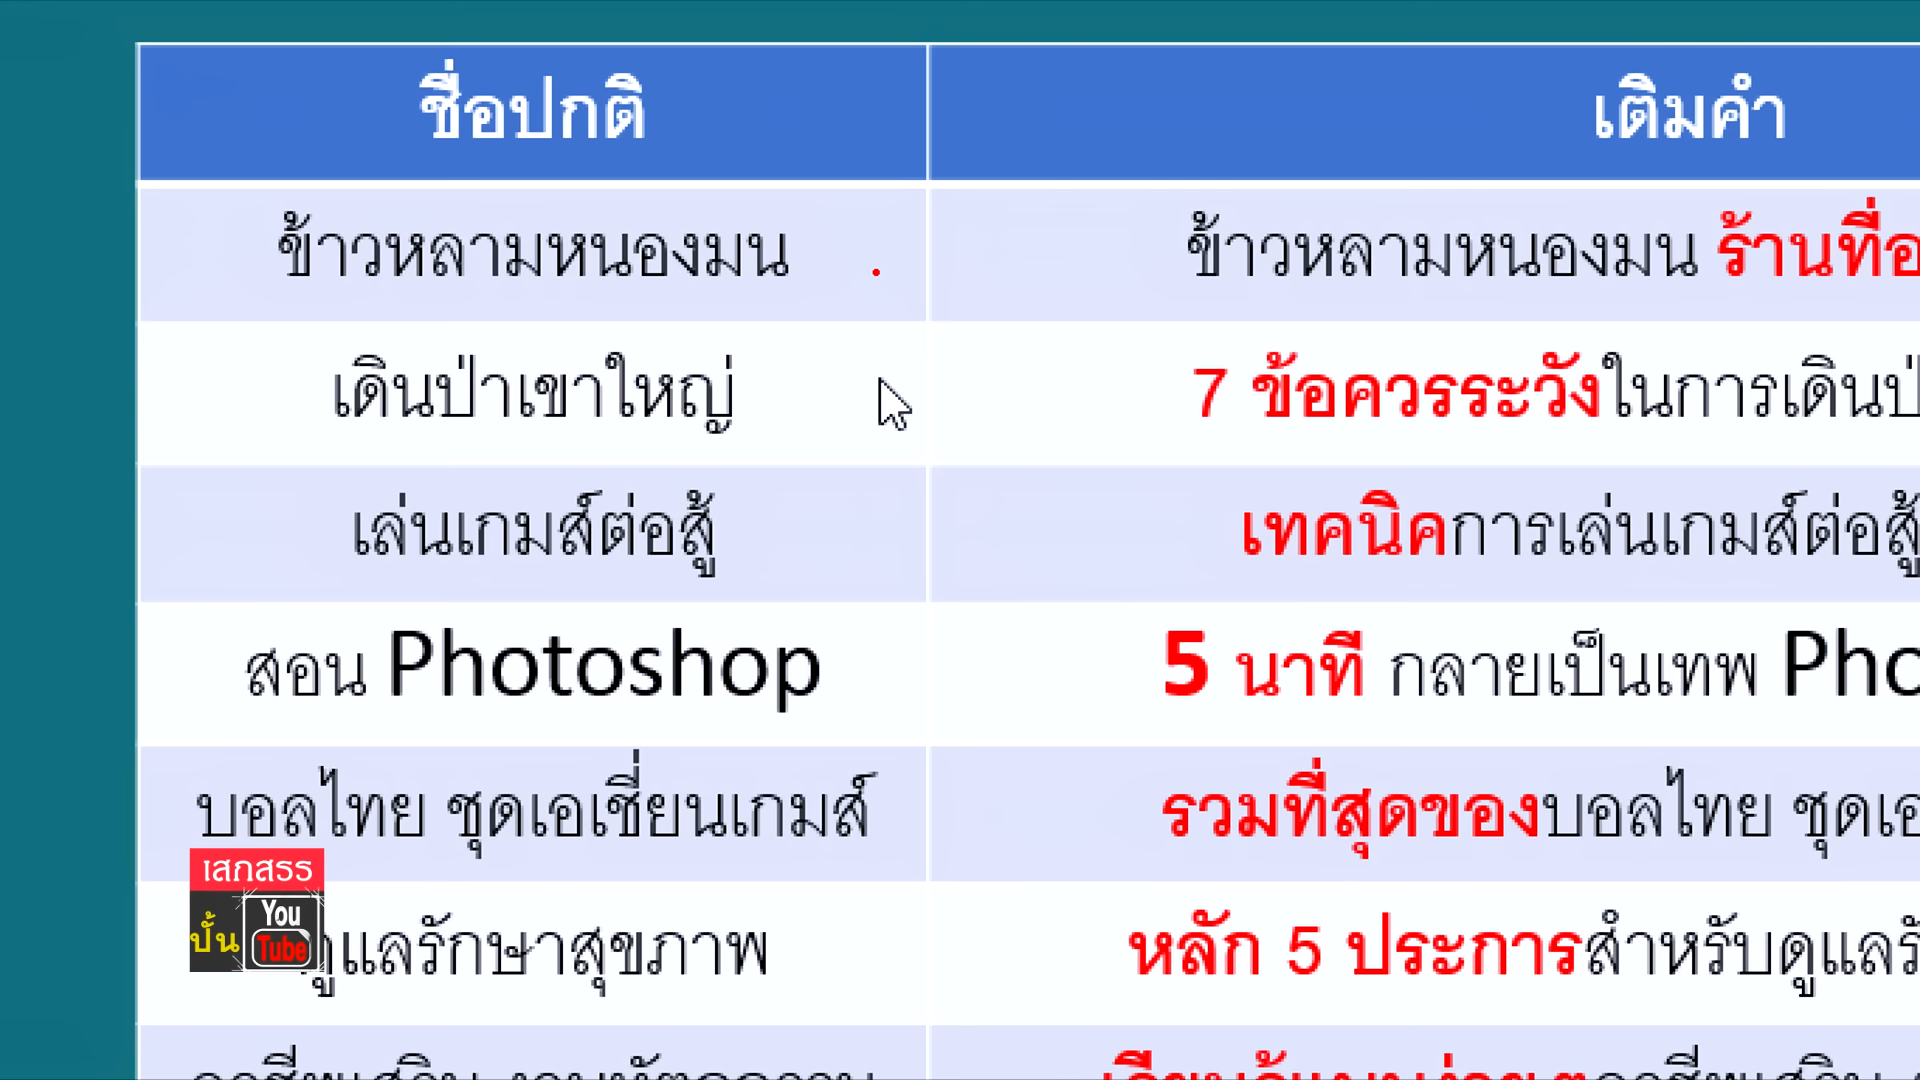 ชื่อปกติ เติมคำ
ข้าวหลามหนองมน ข้าวหลามหนองมน ร้านที่อ
เดินป่าเขาใหญ่ 7 ข้อควรระวังในการเดินป่
เล่นเกมส์ต่อสู้ เทคนิคการเล่นเกมส์ต่อสู้
สอน Photoshop 5 นาที กลายเป็นเทพ Pho
บอลไทย ชุดเอเชี่ยนเกมส์ รวมที่สุดของบอลไทย ชุดเอ
ดูแลรักษาสุขภาพ หลัก 5 ประการสำหรับดูแลรั
เสกสรร
ปั้น YouTube